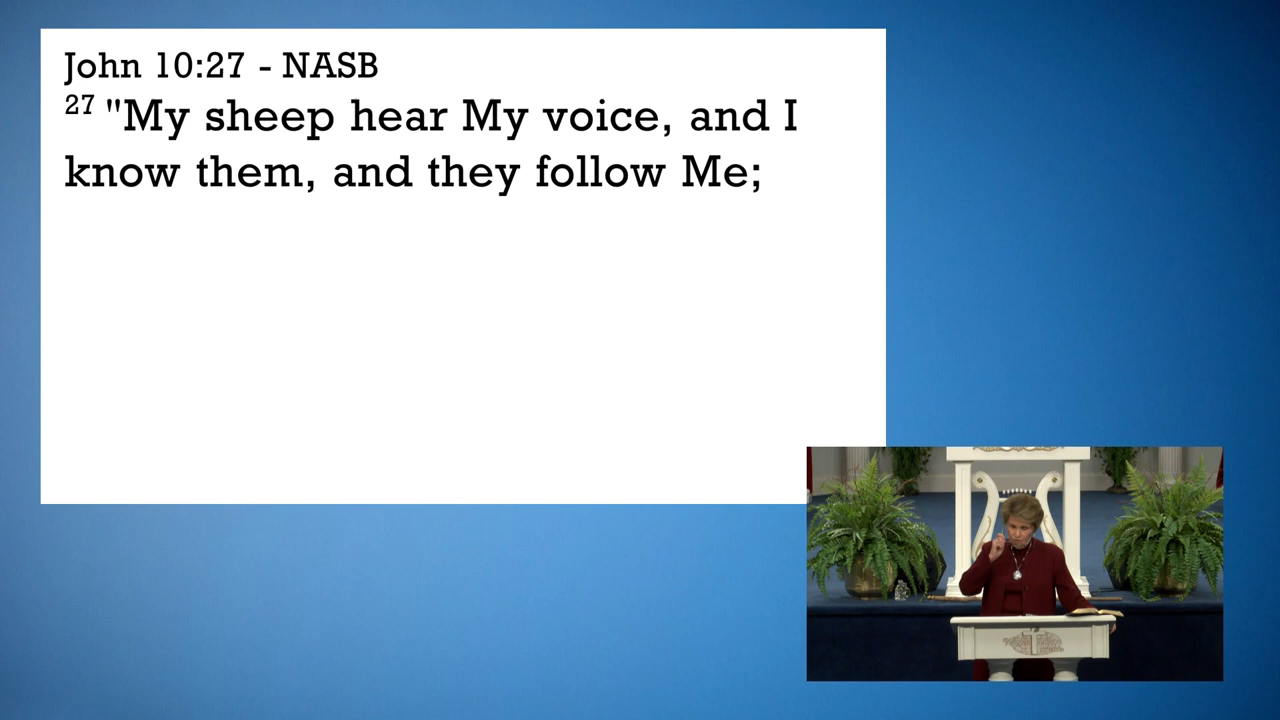 John 10:27 - NASB
27 "My sheep hear My voice, and I
know them, and they follow Me;